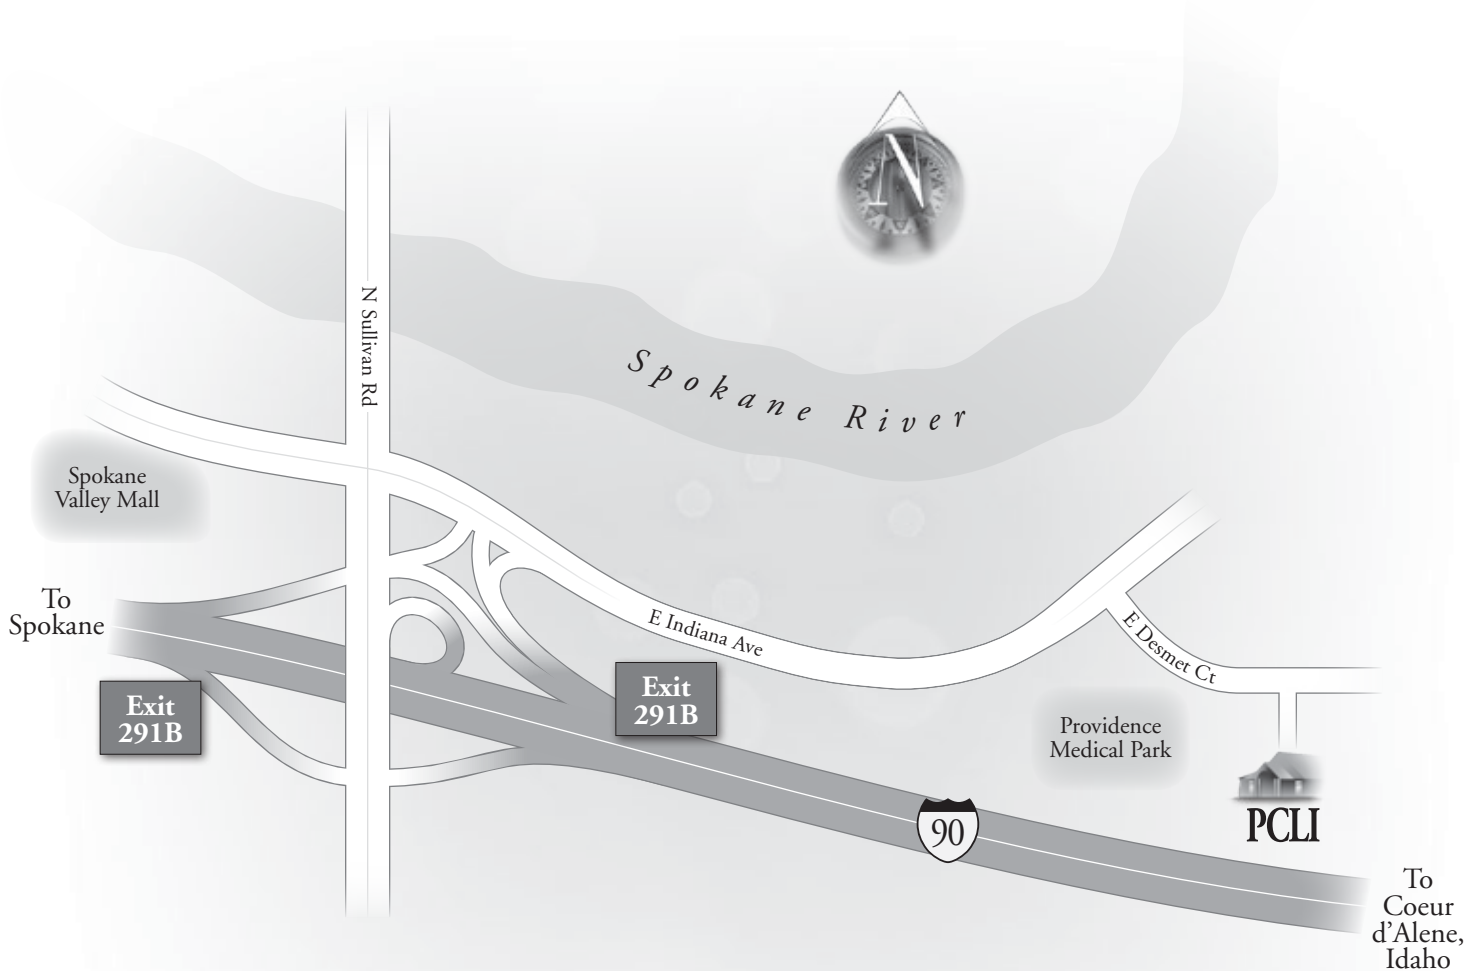 N
N Sullivan Rd
Spokane River
Spokane
Valley Mall
To
Spokane
E Indiana Ave
E Desmet Ct
Exit
291B
Exit
291B
Providence
Medical Park
PCLI
90
To
Coeur
d'Alene,
Idaho